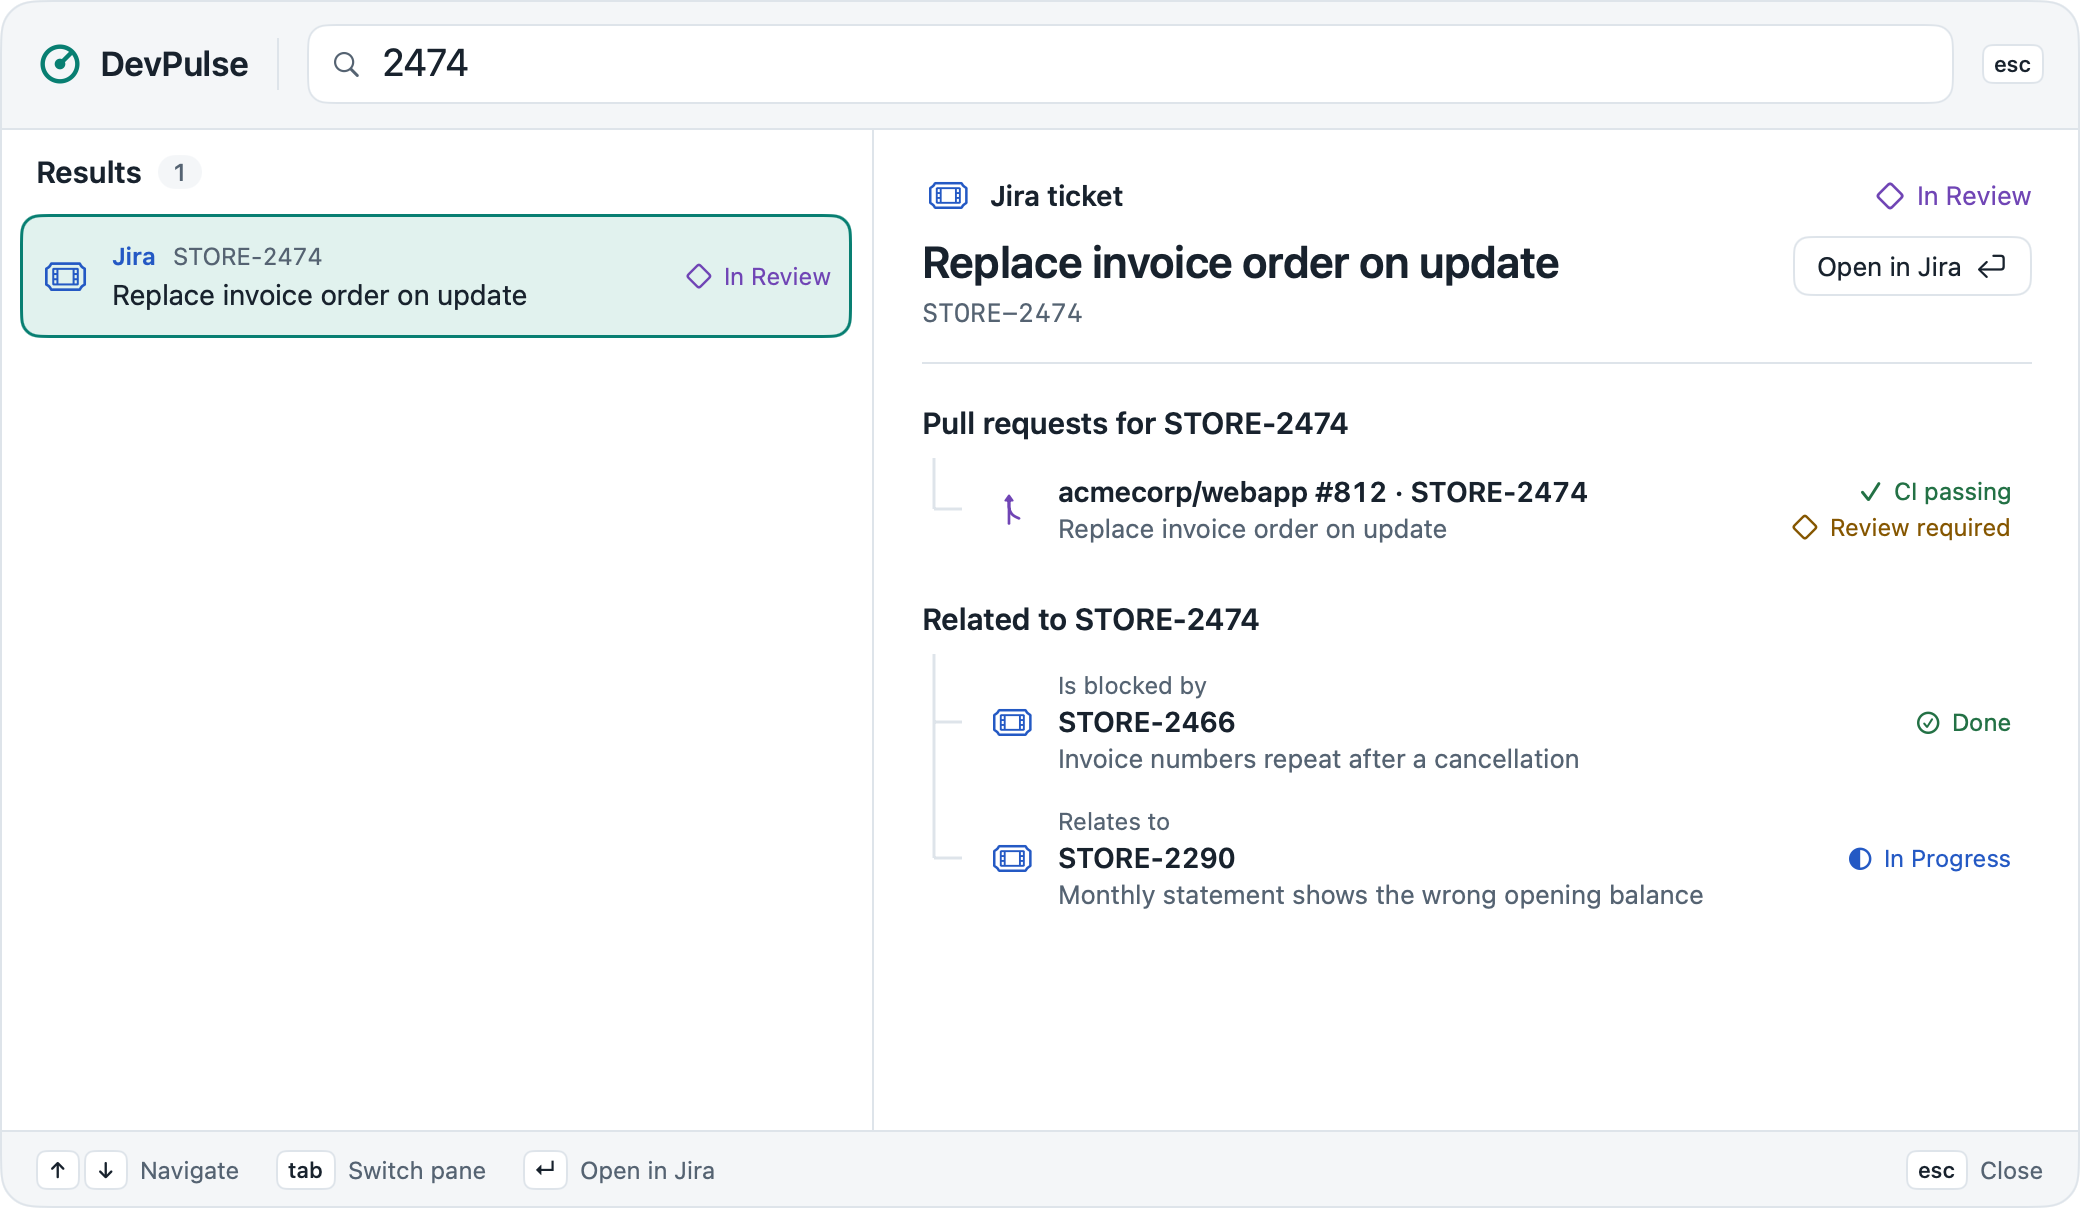 DevPulse
2474
esc
Results 1
Jira STORE-2474
Replace invoice order on update
In Review
Jira ticket
In Review
Replace invoice order on update
Open in Jira
STORE-2474
Pull requests for STORE-2474
acmecorp/webapp #812 · STORE-2474
CI passing
Replace invoice order on update
Review required
Related to STORE-2474
Is blocked by
STORE-2466
Done
Invoice numbers repeat after a cancellation
Relates to
STORE-2290
In Progress
Monthly statement shows the wrong opening balance
↑ ↓ Navigate tab Switch pane ↵ Open in Jira esc Close